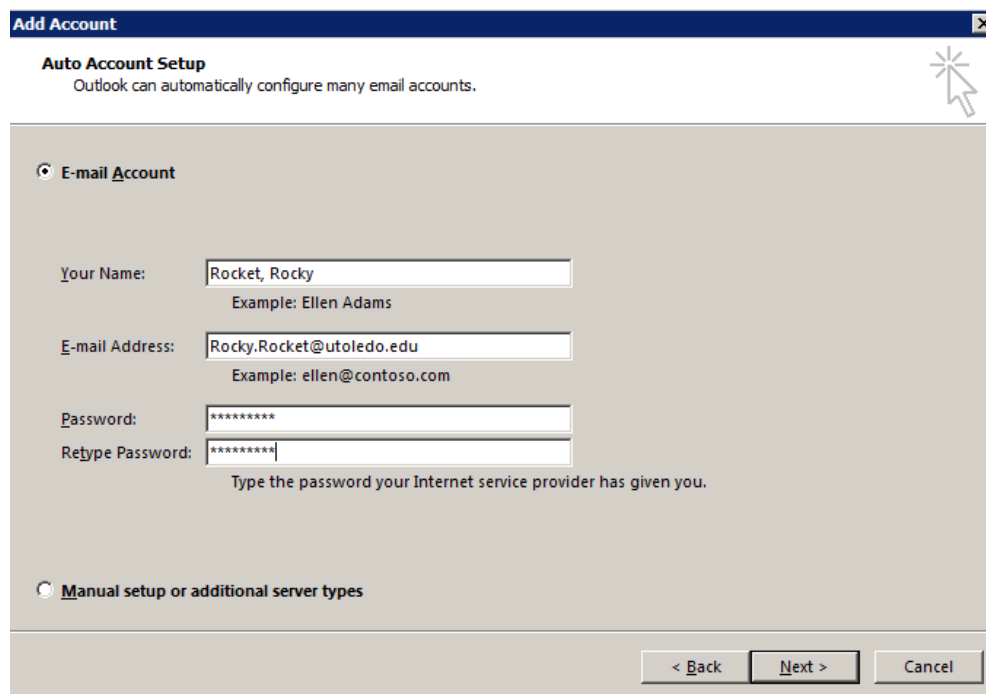 Add Account
Auto Account Setup
Outlook can automatically configure many email accounts.
E-mail Account
Your Name:
Rocket, Rocky
Example: Ellen Adams
E-mail Address:
Rocky.Rocket@utoledo.edu
Example: ellen@contoso.com
Password:
*********
Retype Password:
*********
Type the password your Internet service provider has given you.
Manual setup or additional server types
< Back
Next >
Cancel